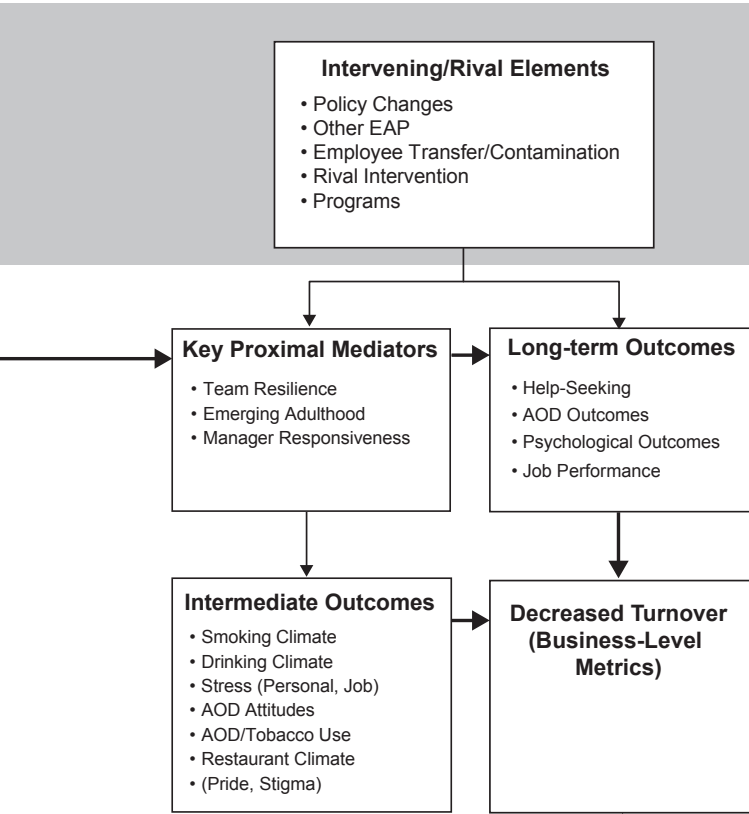 Intervening/Rival Elements
• Policy Changes
• Other EAP
• Employee Transfer/Contamination
• Rival Intervention
• Programs
Key Proximal Mediators
• Team Resilience
• Emerging Adulthood
• Manager Responsiveness
Long-term Outcomes
• Help-Seeking
• AOD Outcomes
• Psychological Outcomes
• Job Performance
Intermediate Outcomes
• Smoking Climate
• Drinking Climate
• Stress (Personal, Job)
• AOD Attitudes
• AOD/Tobacco Use
• Restaurant Climate
• (Pride, Stigma)
Decreased Turnover
(Business-Level
Metrics)